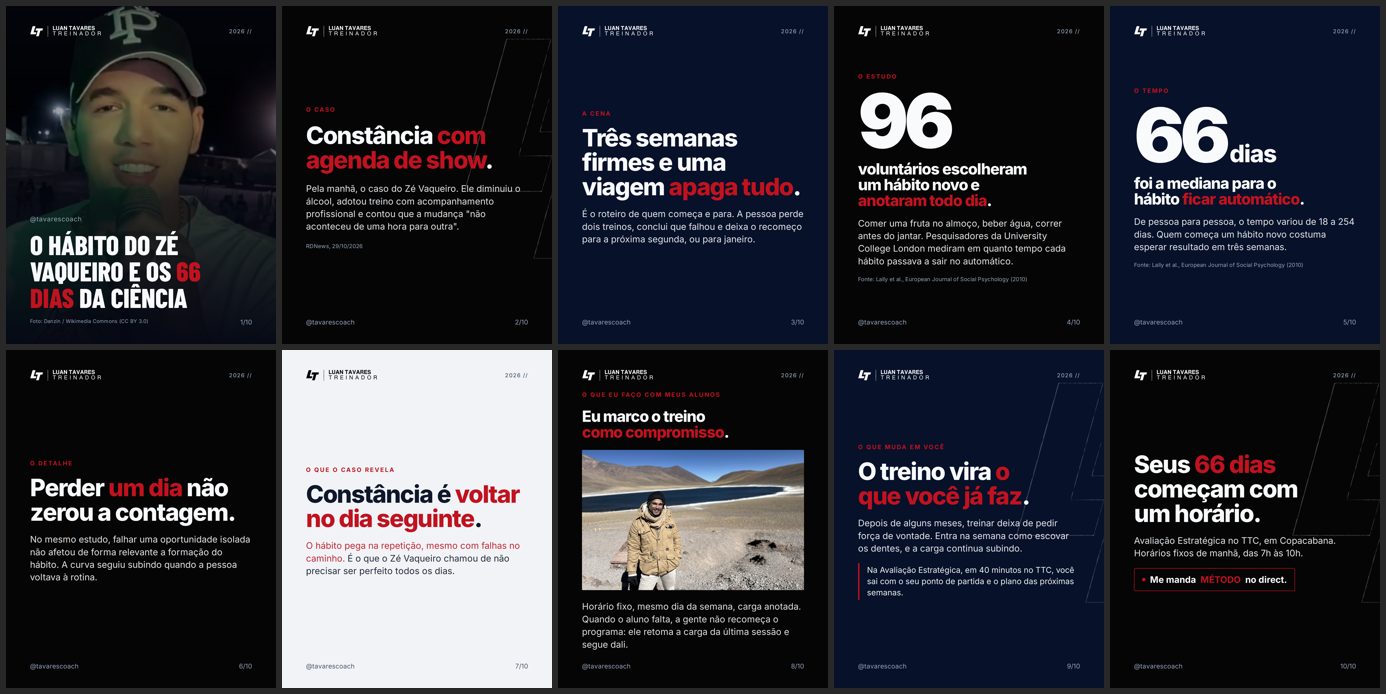 LT LUAN TAVARES
TREINADOR
2026 //
@tavarescoach
O HÁBITO DO ZÉ
VAQUEIRO E OS 66
DIAS DA CIÊNCIA
Foto: Denzin / Wikimedia Commons (CC BY 3.0)
1/10
LT LUAN TAVARES
TREINADOR
2026 //
O CASO
Constância com
agenda de show.
Pela manhã, o caso do Zé Vaqueiro. Ele diminuiu o
álcool, adotou treino com acompanhamento
profissional e contou que a mudança "não
aconteceu de uma hora para outra".
RDNews, 29/10/2026
@tavarescoach
2/10
LT LUAN TAVARES
TREINADOR
2026 //
A CENA
Três semanas
firmes e uma
viagem apaga tudo.
É o roteiro de quem começa e para. A pessoa perde
dois treinos, conclui que falhou e deixa o recomeço
para a próxima segunda, ou para janeiro.
@tavarescoach
3/10
LT LUAN TAVARES
TREINADOR
2026 //
O ESTUDO
96
voluntários escolheram
um hábito novo e
anotaram todo dia.
Comer uma fruta no almoço, beber água, correr
antes do jantar. Pesquisadores da University
College London mediram em quanto tempo cada
hábito passava a sair no automático.
Fonte: Lally et al., European Journal of Social Psychology (2010)
@tavarescoach
4/10
LT LUAN TAVARES
TREINADOR
2026 //
O TEMPO
66 dias
foi a mediana para o
hábito ficar automático.
De pessoa para pessoa, o tempo variou de 18 a 254
dias. Quem começa um hábito novo costuma
esperar resultado em três semanas.
Fonte: Lally et al., European Journal of Social Psychology (2010)
@tavarescoach
5/10
LT LUAN TAVARES
TREINADOR
2026 //
O DETALHE
Perder um dia não
zerou a contagem.
No mesmo estudo, falhar uma oportunidade isolada
não afetou de forma relevante a formação do
hábito. A curva seguiu subindo quando a pessoa
voltava à rotina.
@tavarescoach
6/10
LT LUAN TAVARES
TREINADOR
2026 //
O QUE O CASO REVELA
Constância é voltar
no dia seguinte.
O hábito pega na repetição, mesmo com falhas no
caminho. É o que o Zé Vaqueiro chamou de não
precisar ser perfeito todos os dias.
@tavarescoach
7/10
LT LUAN TAVARES
TREINADOR
2026 //
O QUE EU FAÇO COM MEUS ALUNOS
Eu marco o treino
como compromisso.
Horário fixo, mesmo dia da semana, carga anotada.
Quando o aluno falta, a gente não recomeça o
programa: ele retoma a carga da última sessão e
segue dali.
@tavarescoach
8/10
LT LUAN TAVARES
TREINADOR
2026 //
O QUE MUDA EM VOCÊ
O treino vira o
que você já faz.
Depois de alguns meses, treinar deixa de pedir
força de vontade. Entra na semana como escovar
os dentes, e a carga continua subindo.
Na Avaliação Estratégica, em 40 minutos no TTC, você
sai com o seu ponto de partida e o plano das próximas
semanas.
@tavarescoach
9/10
LT LUAN TAVARES
TREINADOR
2026 //
Seus 66 dias
começam com
um horário.
Avaliação Estratégica no TTC, em Copacabana.
Horários fixos de manhã, das 7h às 10h.
• Me manda MÉTODO no direct.
@tavarescoach
10/10